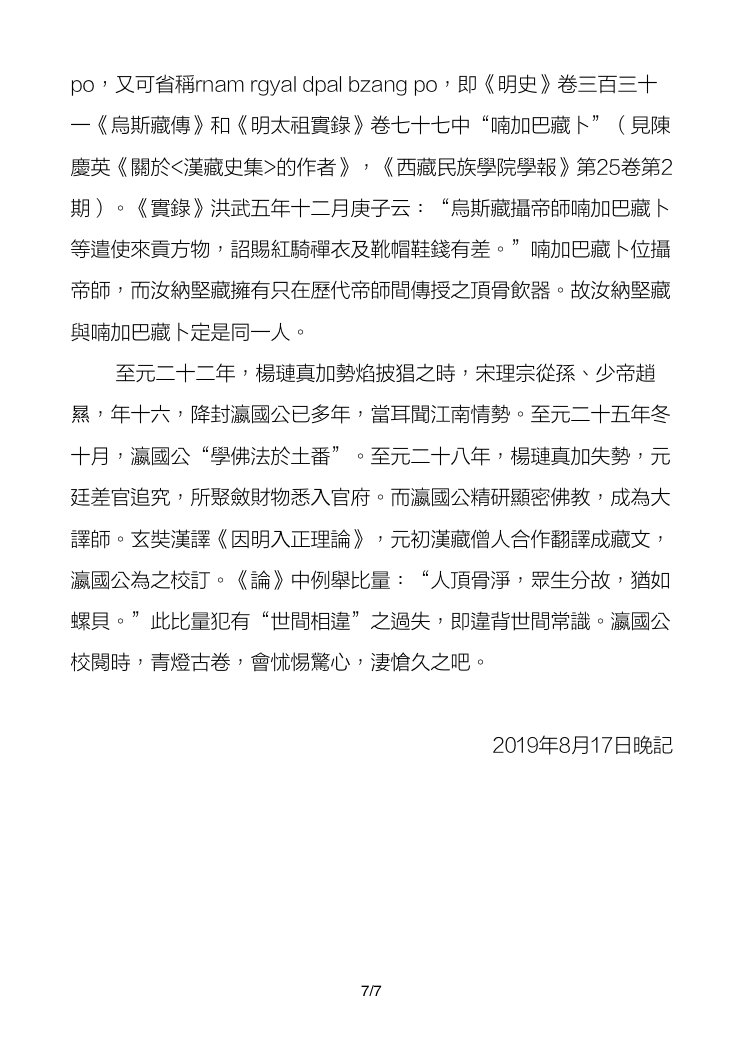 po，又可省稱rnam rgyal dpal bzang po，即《明史》卷三百三十
一《烏斯藏傳》和《明太祖實錄》卷七十七中“喃加巴藏卜”（見陳
慶英《關於<漢藏史集>的作者》，《西藏民族學院學報》第25卷第2
期）。《實錄》洪武五年十二月庚子云：“烏斯藏攝帝師喃加巴藏卜
等遣使來貢方物，詔賜紅騎禪衣及靴帽鞋錢有差。”喃加巴藏卜位攝
帝師，而汝納堅藏擁有只在歷代帝師間傳授之頂骨飲器。故汝納堅藏
與喃加巴藏卜定是同一人。
至元二十二年，楊璉真加勢焰披猖之時，宋理宗從孫、少帝趙
㬎，年十六，降封瀛國公已多年，當耳聞江南情勢。至元二十五年冬
十月，瀛國公“學佛法於土番”。至元二十八年，楊璉真加失勢，元
廷差官追究，所聚斂財物悉入官府。而瀛國公精研顯密佛教，成為大
譯師。玄奘漢譯《因明入正理論》，元初漢藏僧人合作翻譯成藏文，
瀛國公為之校訂。《論》中例舉比量：“人頂骨淨，眾生分故，猶如
螺貝。”此比量犯有“世間相違”之過失，即違背世間常識。瀛國公
校閱時，青燈古卷，會怵惕驚心，淒愴久之吧。
2019年8月17日晚記
7/7